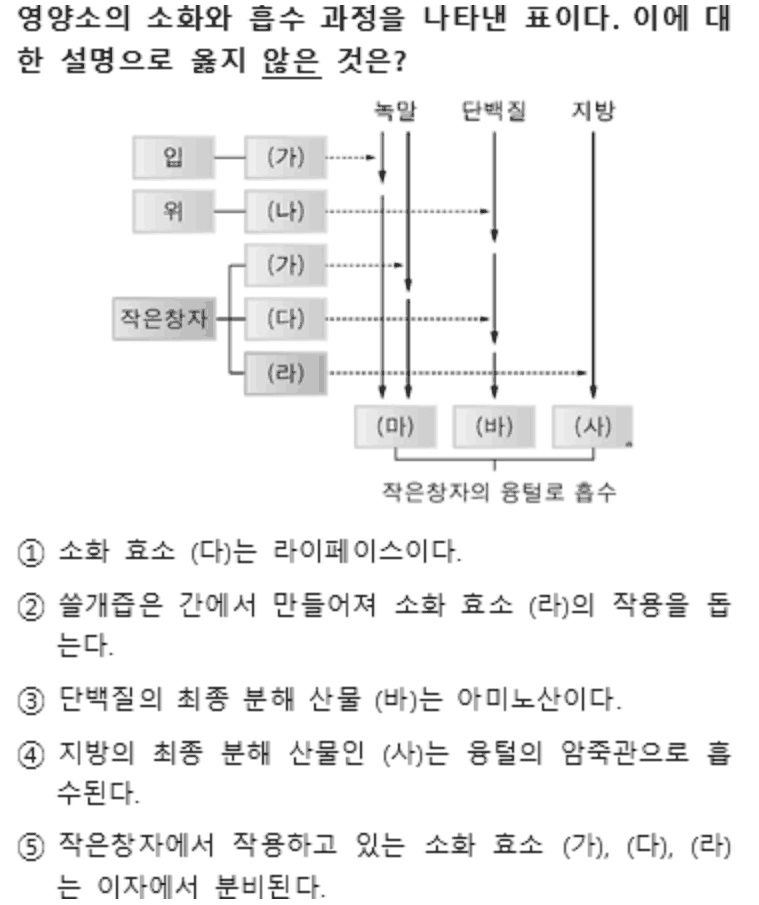 영양소의 소화와 흡수 과정을 나타낸 표이다. 이에 대
한 설명으로 옳지 않은 것은?
녹말 단백질 지방
입 (가)
위 (나)
(가)
작은창자 (다)
(라)
(마) (바) (사)
작은창자의 융털로 흡수
① 소화 효소 (다)는 라이페이스이다.
② 쓸개즙은 간에서 만들어져 소화 효소 (라)의 작용을 돕
는다.
③ 단백질의 최종 분해 산물 (바)는 아미노산이다.
④ 지방의 최종 분해 산물인 (사)는 융털의 암죽관으로 흡
수된다.
⑤ 작은창자에서 작용하고 있는 소화 효소 (가), (다), (라)
는 이자에서 분비된다.